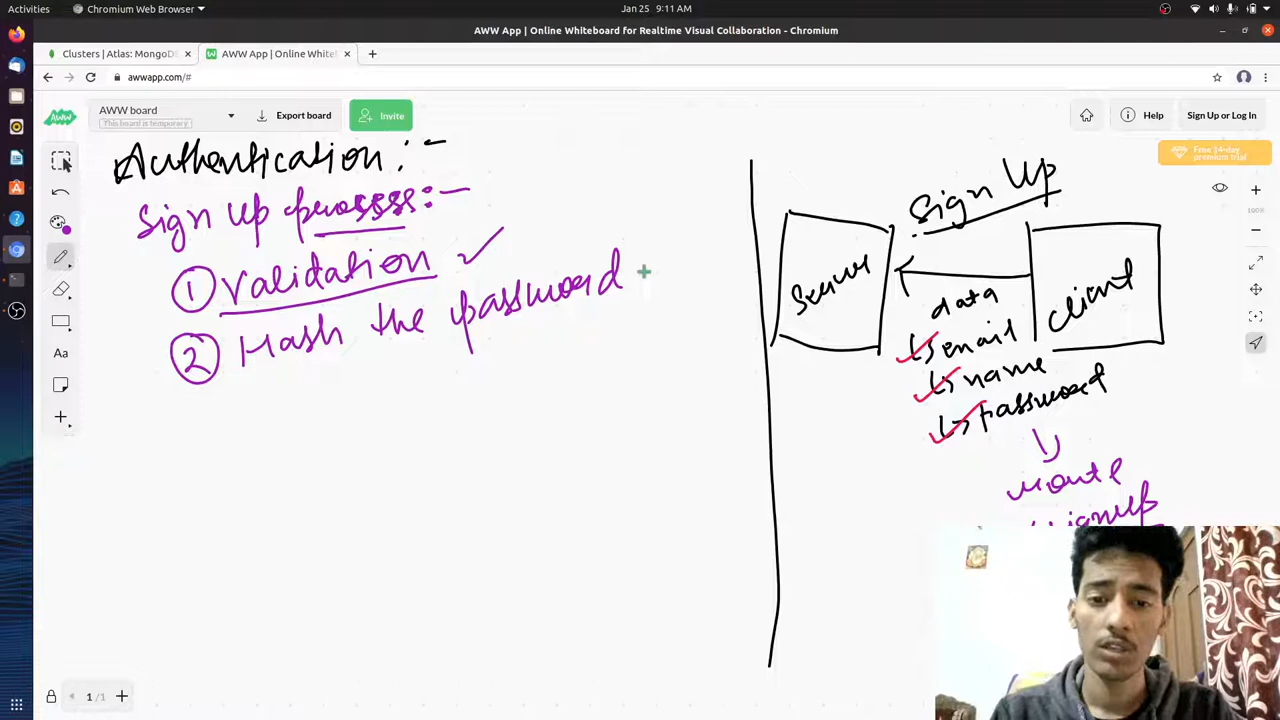 Activities
Chromium Web Browser
Jan 25 9:11 AM
AWW App | Online Whiteboard for Realtime Visual Collaboration - Chromium
Clusters | Atlas: MongoDB
AWW App | Online White
awwapp.com/#
AWW board
This board is temporary
Export board
Invite
Help
Sign Up or Log In
Free 14-day
premium trial
100%
Aa
Authentication :-
Sign Up prossss :-
① Validation ✓
② Hash the password
Sign Up
Server
Client
data
↳ email
↳ name
↳ password
route
signup
1/1